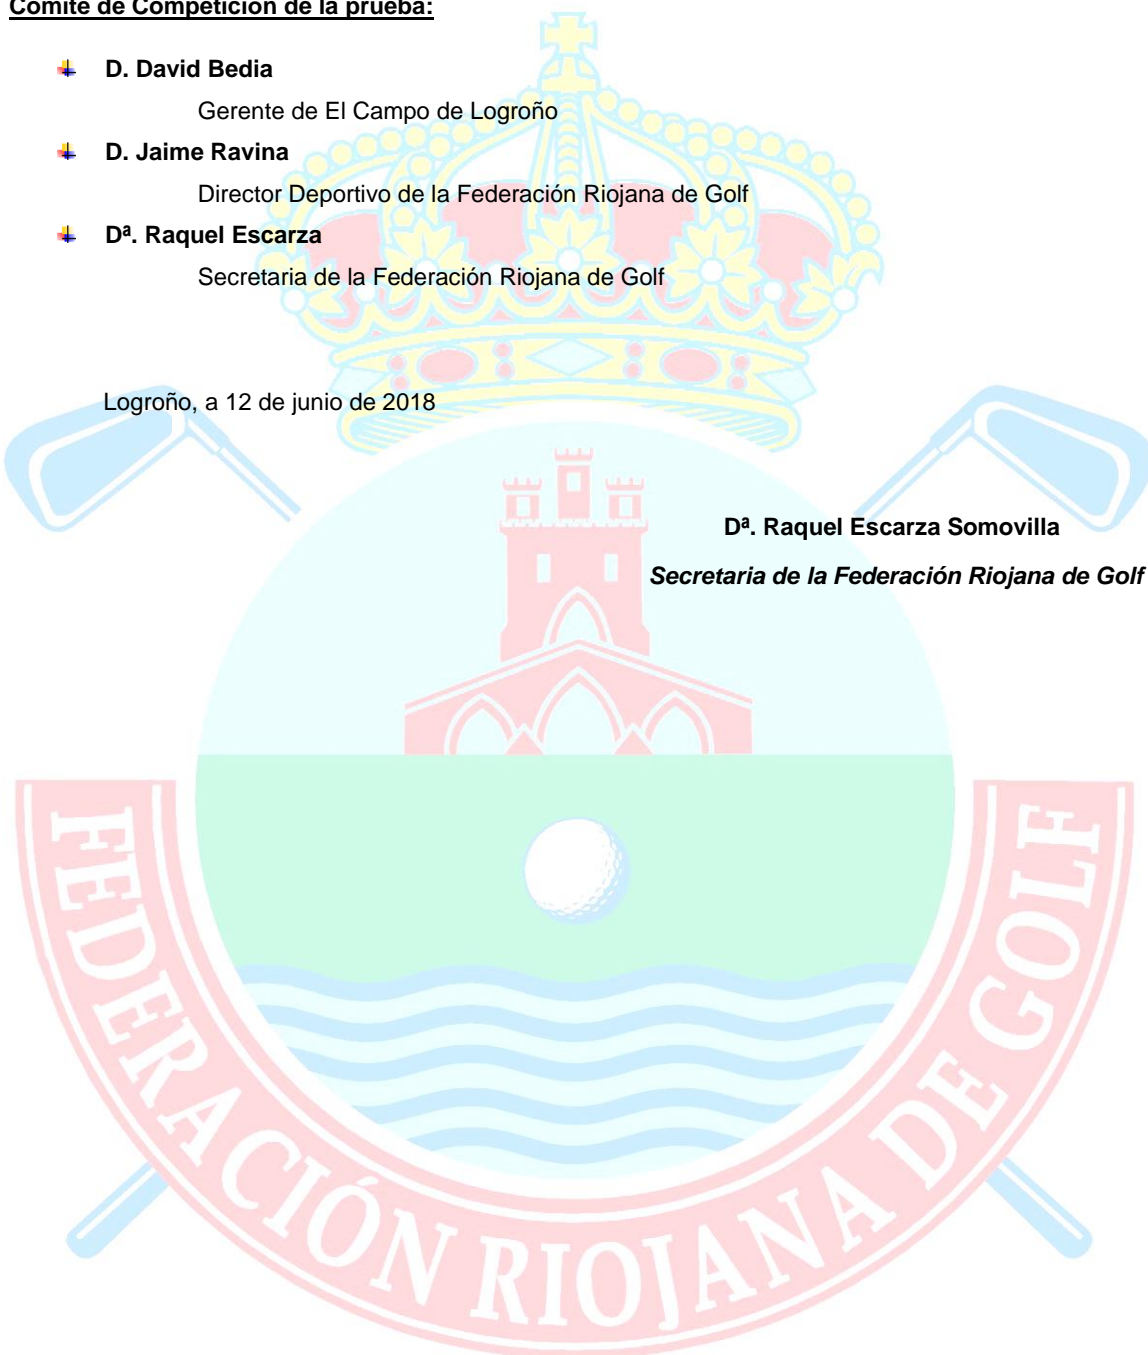 Comité de Competición de la prueba:
D. David Bedia
Gerente de El Campo de Logroño
D. Jaime Ravina
Director Deportivo de la Federación Riojana de Golf
Dª. Raquel Escarza
Secretaria de la Federación Riojana de Golf
Logroño, a 12 de junio de 2018
Dª. Raquel Escarza Somovilla
Secretaria de la Federación Riojana de Golf
FEDERACIÓN RIOJANA DE GOLF